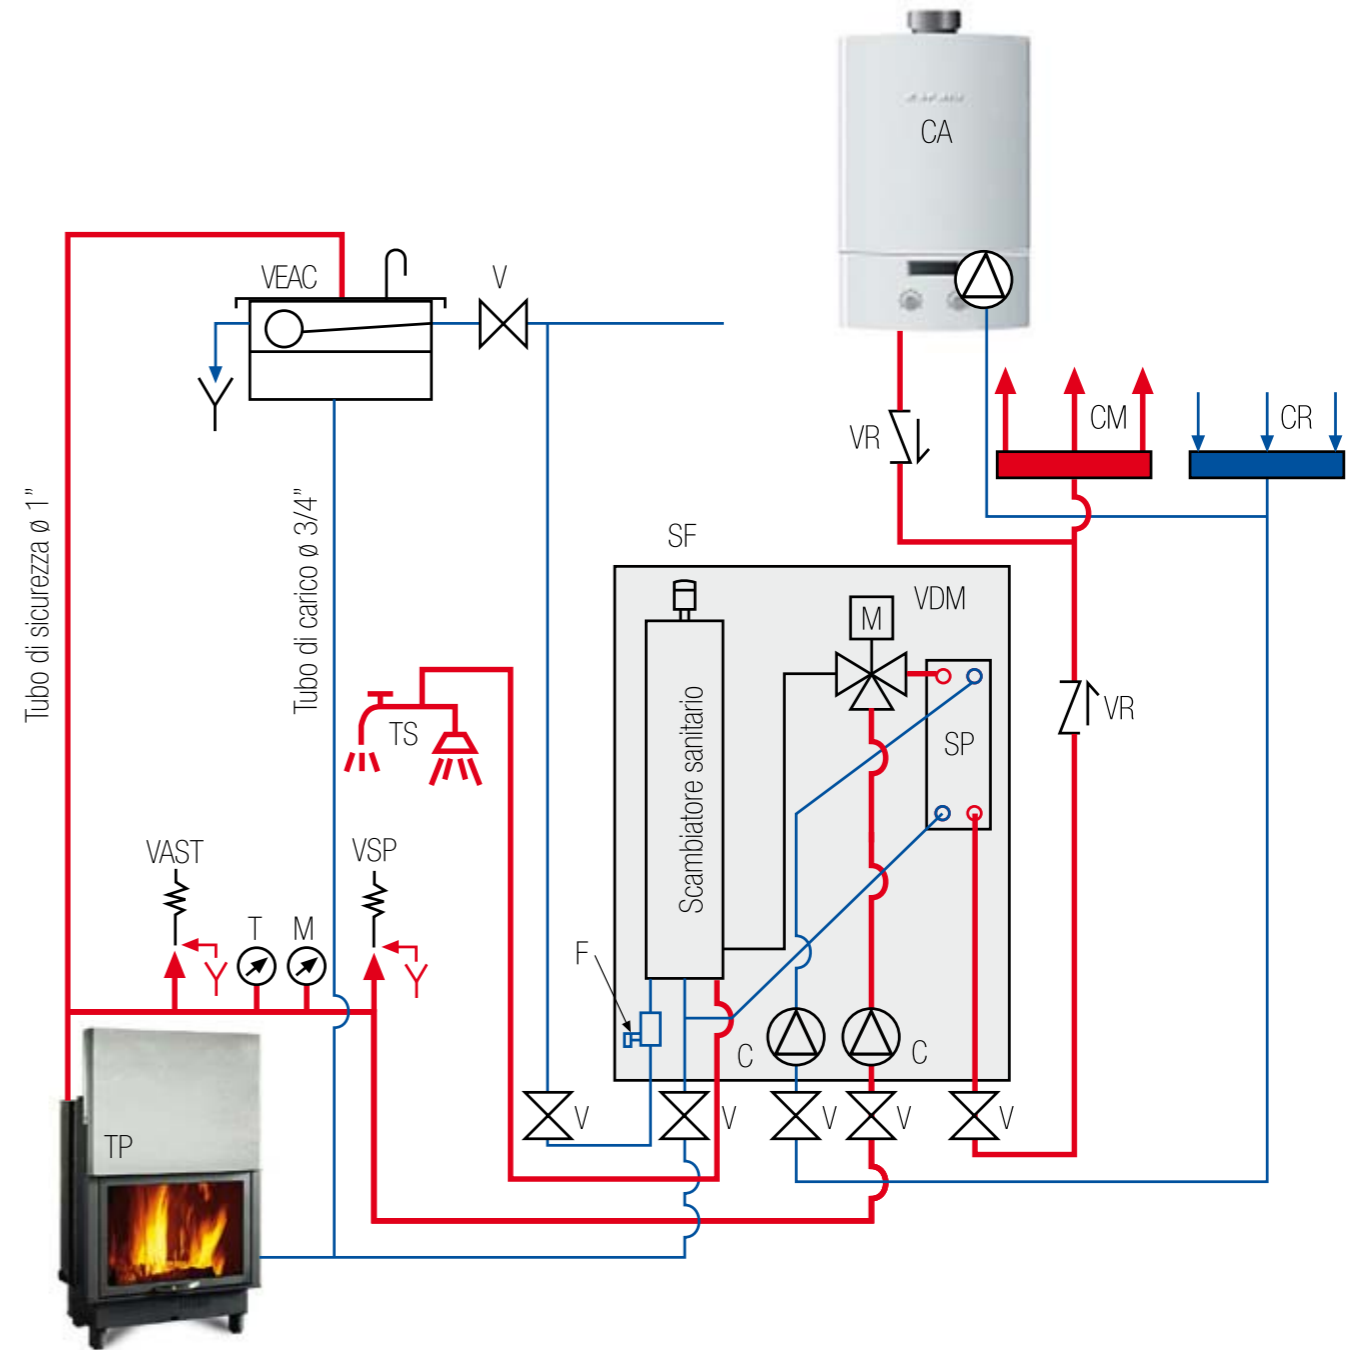 CA
VEAC
V
CM
CR
VR
Tubo di sicurezza ø 1”
Tubo di carico ø 3/4”
SF
VDM
M
TS
Scambiatore sanitario
SP
VR
VAST
VSP
T
M
F
C
C
V
V
V
V
V
TP